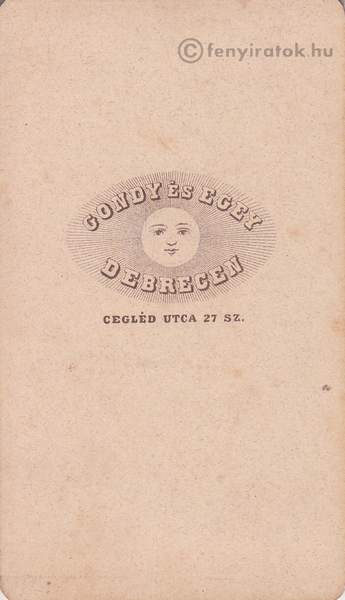 ©fenyiratok.hu
GONDY ÉS EGEY
DEBRECEN
CEGLÉD UTCA 27 SZ.